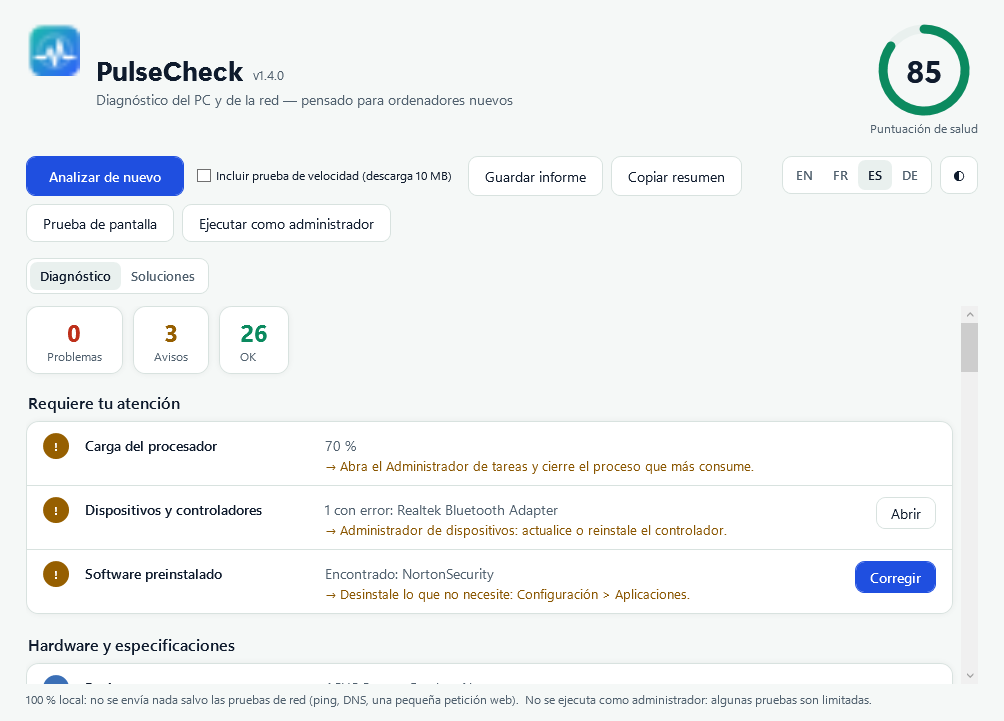 PulseCheck v1.4.0
Diagnóstico del PC y de la red — pensado para ordenadores nuevos
85
Puntuación de salud
Analizar de nuevo
Incluir prueba de velocidad (descarga 10 MB)
Guardar informe
Copiar resumen
EN FR ES DE
Prueba de pantalla
Ejecutar como administrador
Diagnóstico
Soluciones
0
Problemas
3
Avisos
26
OK
Requiere tu atención
! Carga del procesador
70 %
→ Abra el Administrador de tareas y cierre el proceso que más consume.
! Dispositivos y controladores
1 con error: Realtek Bluetooth Adapter
→ Administrador de dispositivos: actualice o reinstale el controlador.
Abrir
! Software preinstalado
Encontrado: NortonSecurity
→ Desinstale lo que no necesite: Configuración > Aplicaciones.
Corregir
Hardware y especificaciones
100 % local: no se envía nada salvo las pruebas de red (ping, DNS, una pequeña petición web). No se ejecuta como administrador: algunas pruebas son limitadas.